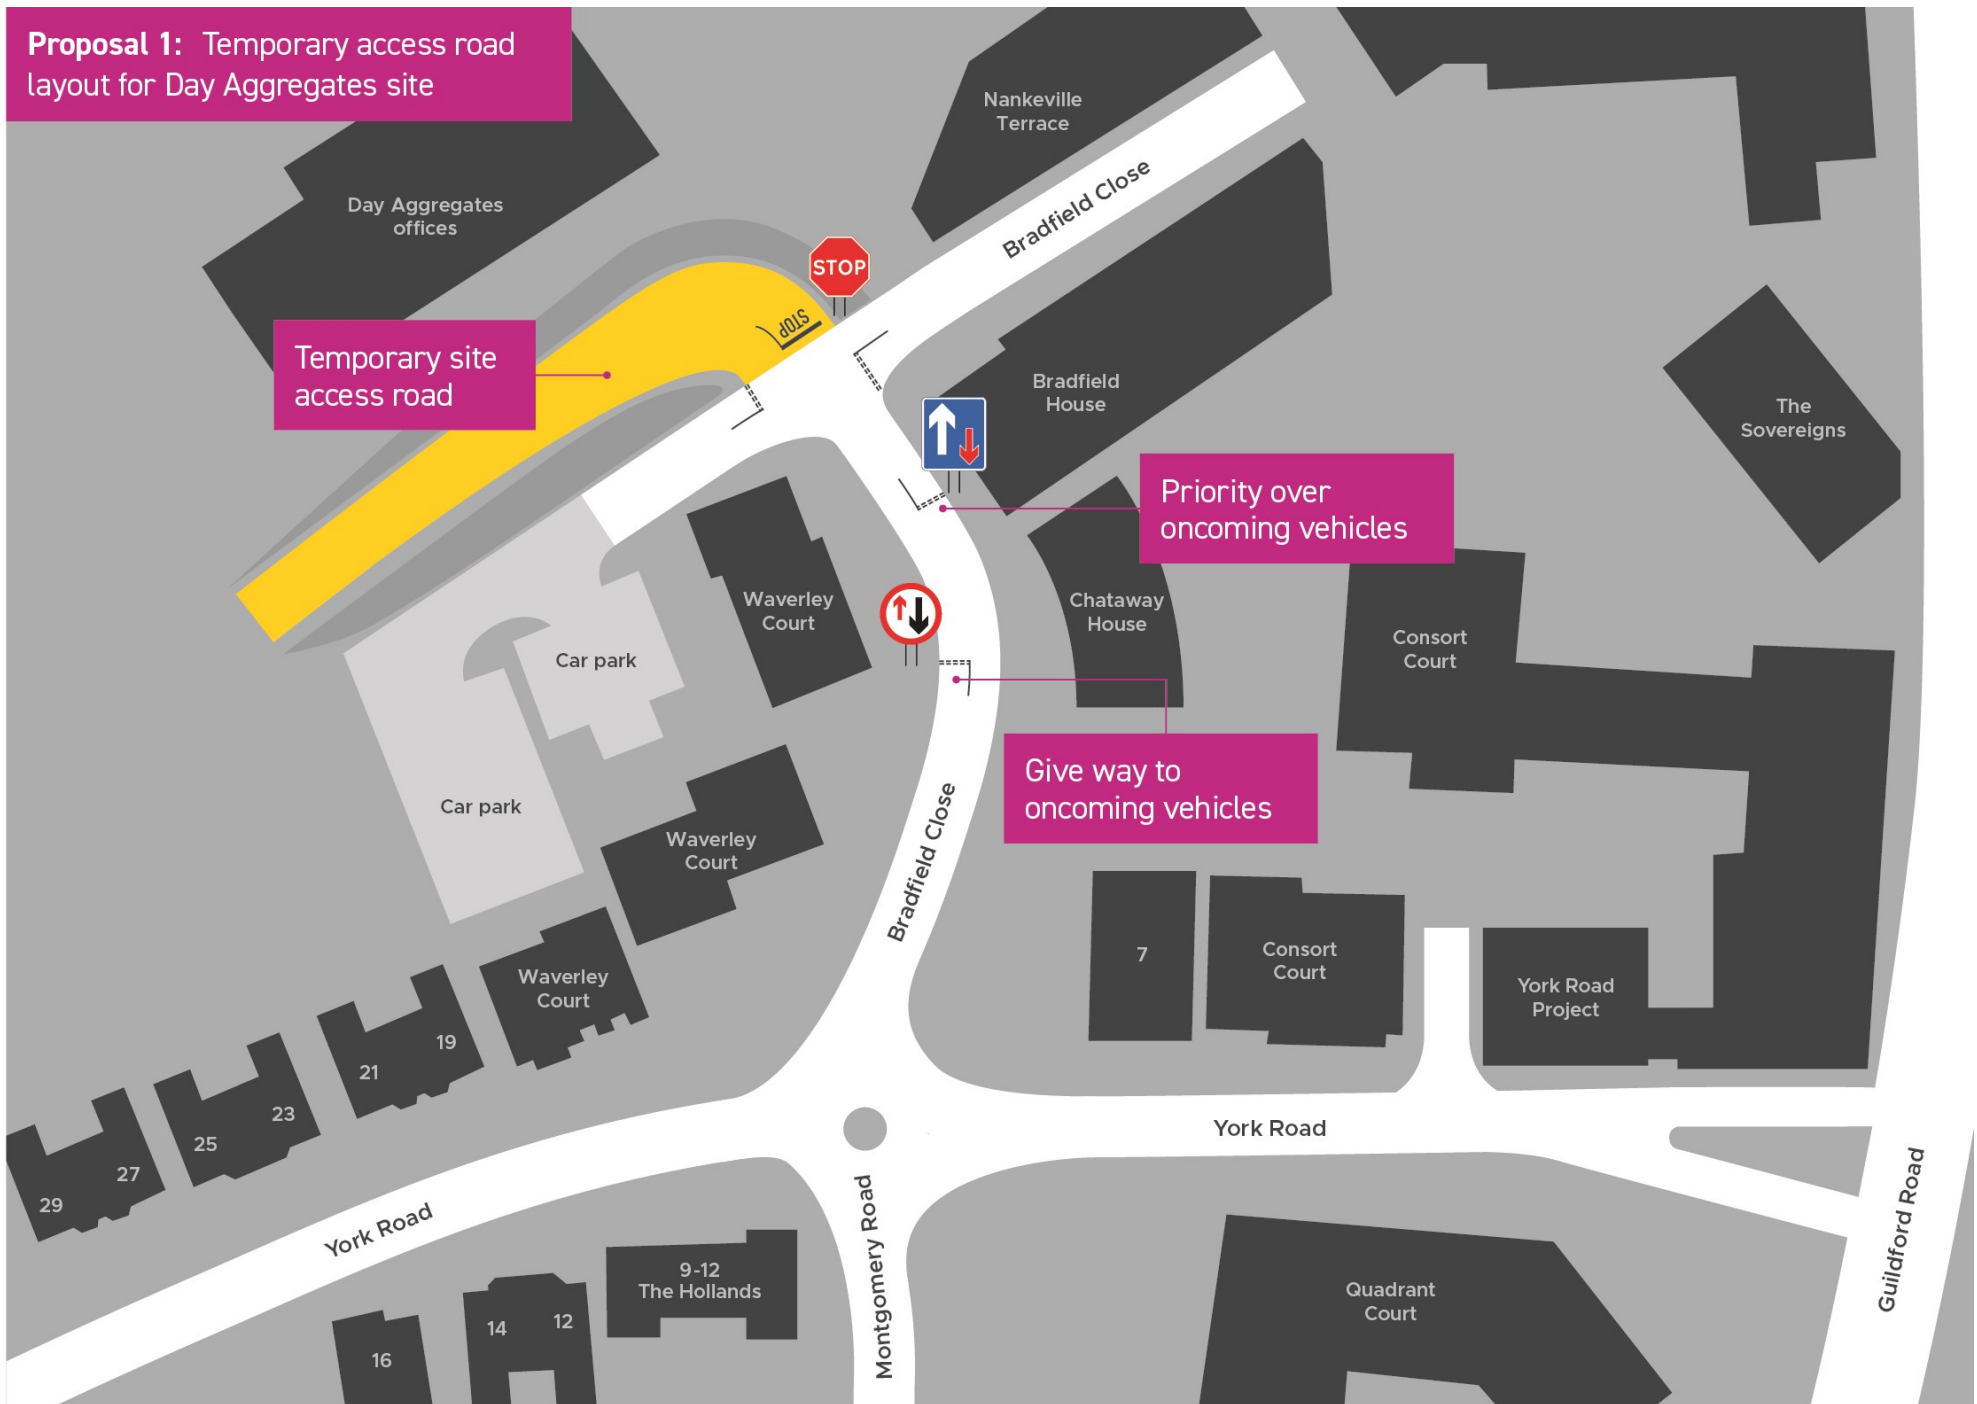 Proposal 1: Temporary access road
layout for Day Aggregates site
Nankeville
Terrace
Day Aggregates
offices
Bradfield Close
STOP
STOP
Temporary site
access road
Bradfield
House
The
Sovereigns
Priority over
oncoming vehicles
Waverley
Court
Chataway
House
Consort
Court
Car park
Give way to
oncoming vehicles
Car park
Waverley
Court
Bradfield Close
7
Consort
Court
York Road
Project
Waverley
Court
19
21
23
25
27
29
York Road
York Road
Montgomery Road
Guildford Road
9-12
The Hollands
Quadrant
Court
12
14
16